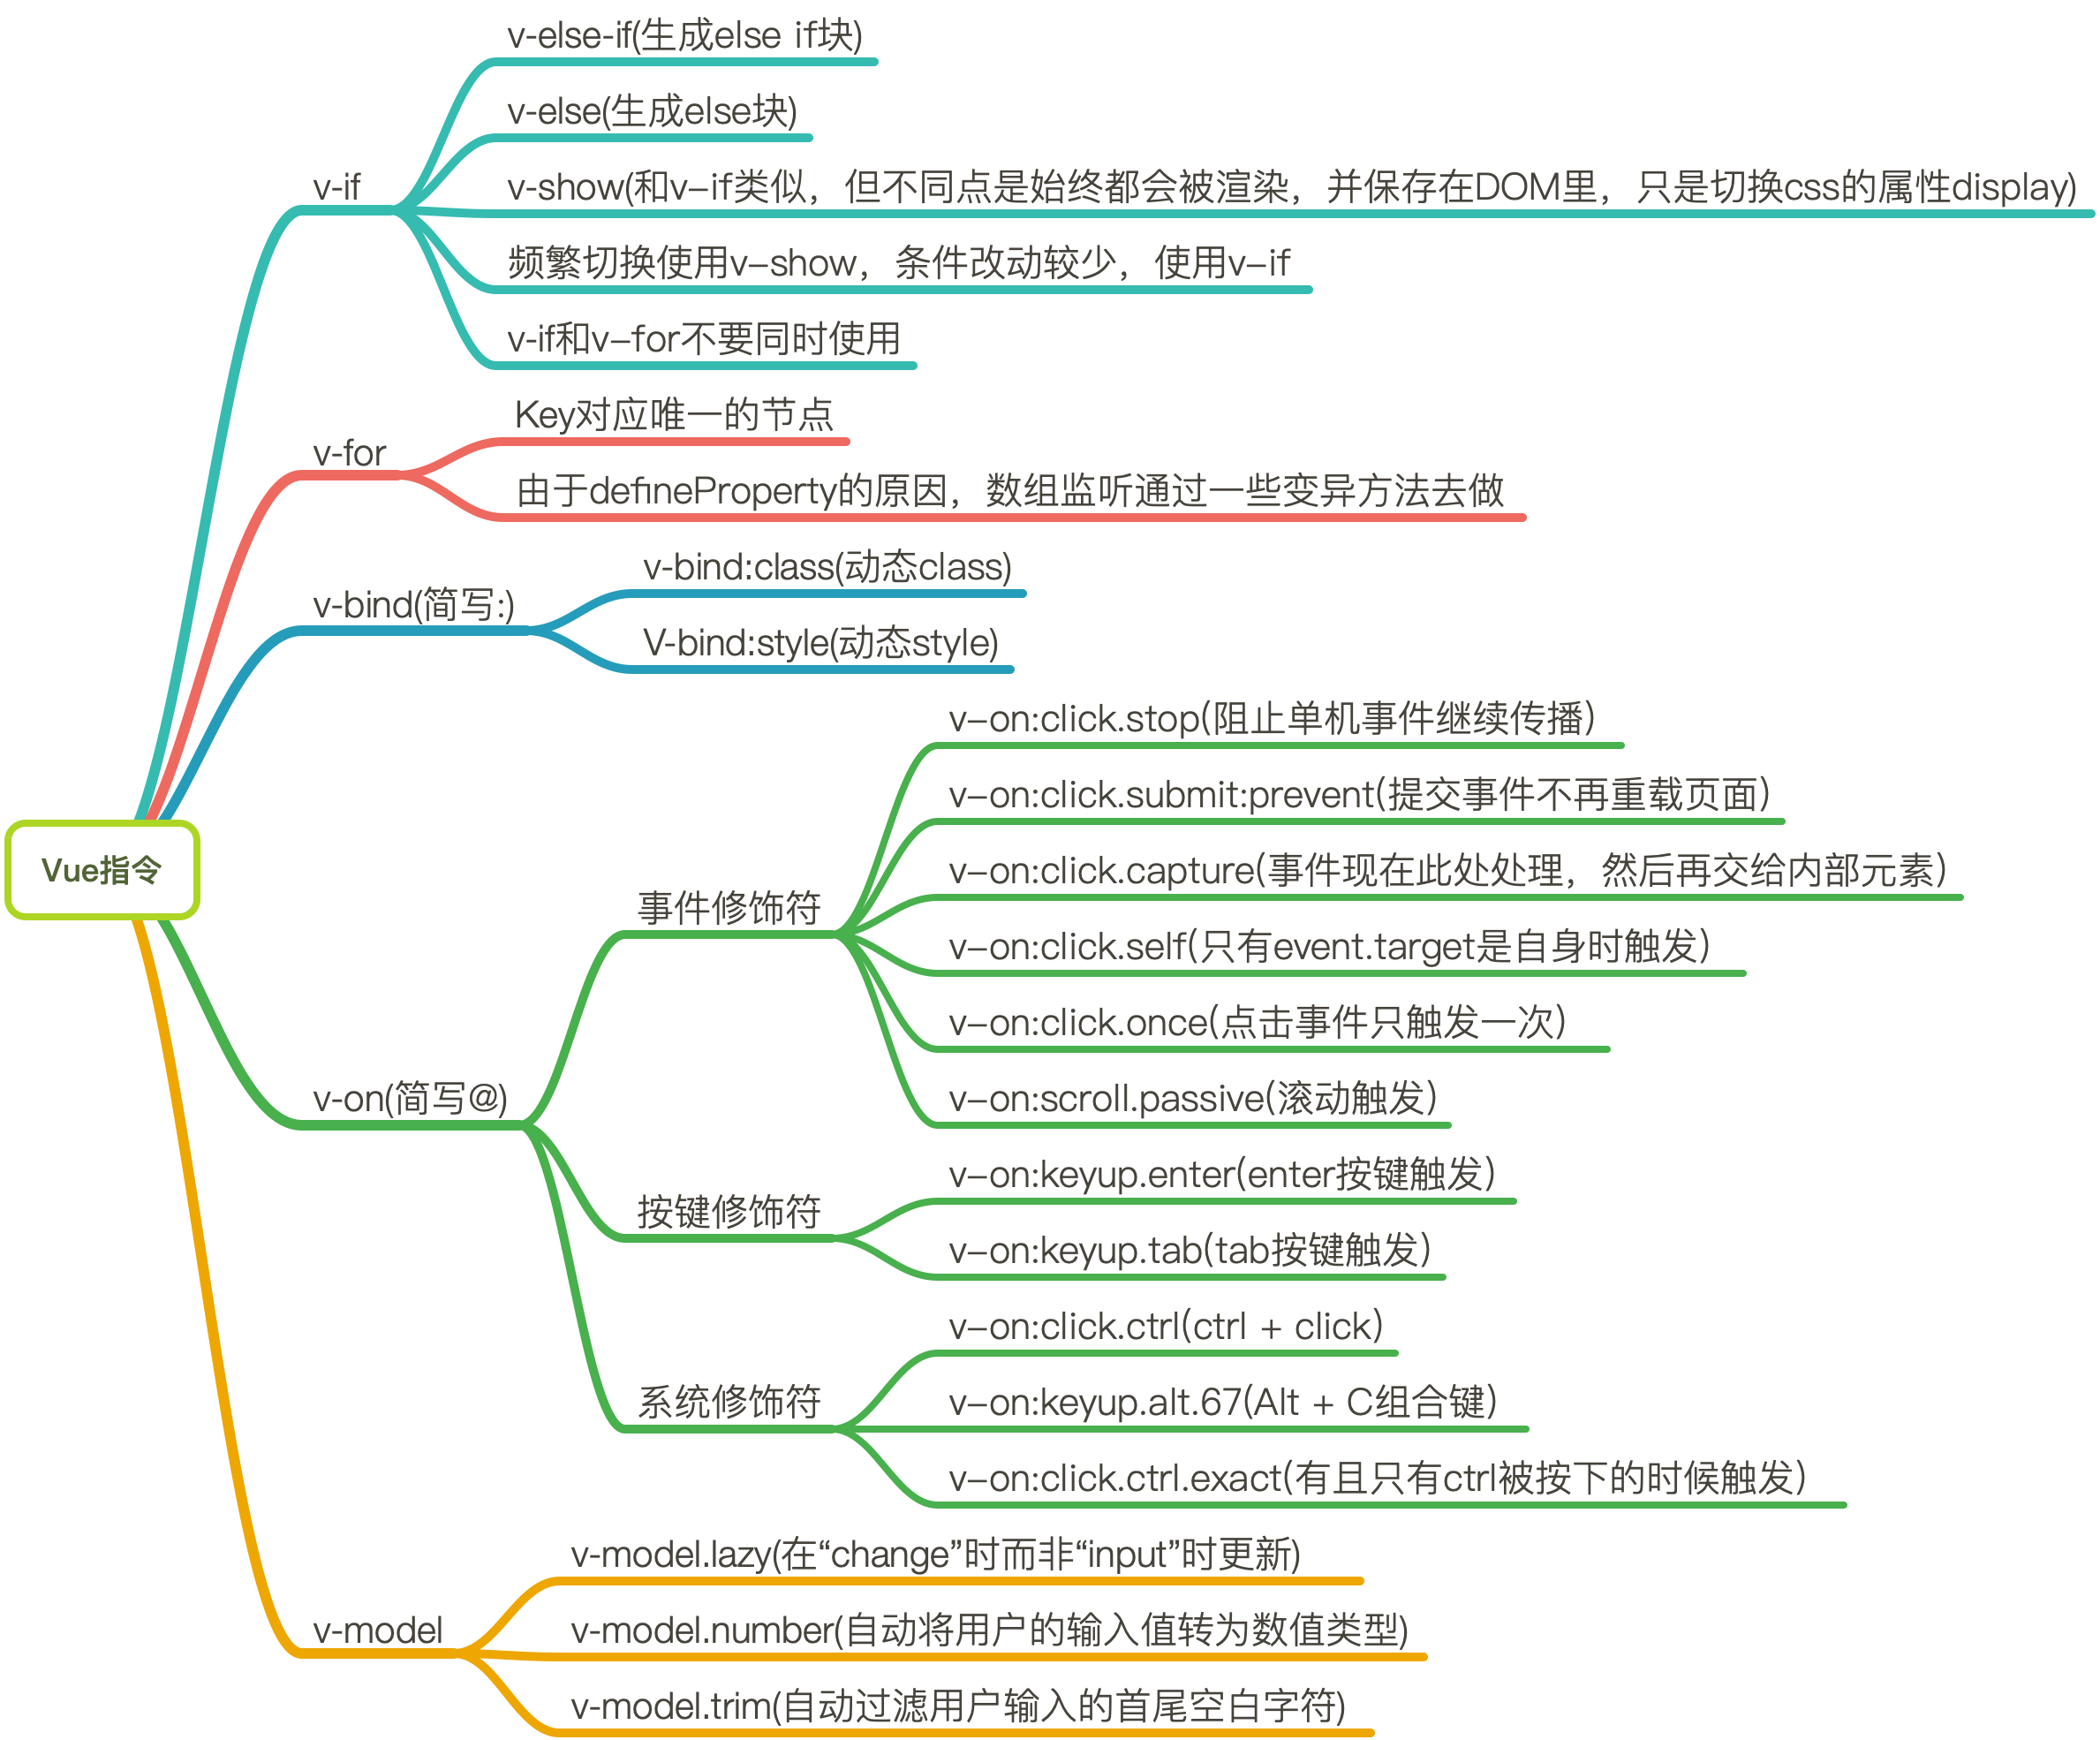 Vue指令
v-if
v-else-if(生成else if块)
v-else(生成else块)
v-show(和v-if类似，但不同点是始终都会被渲染，并保存在DOM里，只是切换css的属性display)
频繁切换使用v-show，条件改动较少，使用v-if
v-if和v-for不要同时使用
v-for
Key对应唯一的节点
由于defineProperty的原因，数组监听通过一些变异方法去做
v-bind(简写:)
v-bind:class(动态class)
V-bind:style(动态style)
v-on(简写@)
事件修饰符
v-on:click.stop(阻止单机事件继续传播)
v-on:click.submit:prevent(提交事件不再重载页面)
v-on:click.capture(事件现在此处处理，然后再交给内部元素)
v-on:click.self(只有event.target是自身时触发)
v-on:click.once(点击事件只触发一次)
v-on:scroll.passive(滚动触发)
按键修饰符
v-on:keyup.enter(enter按键触发)
v-on:keyup.tab(tab按键触发)
系统修饰符
v-on:click.ctrl(ctrl + click)
v-on:keyup.alt.67(Alt + C组合键)
v-on:click.ctrl.exact(有且只有ctrl被按下的时候触发)
v-model
v-model.lazy(在“change”时而非“input”时更新)
v-model.number(自动将用户的输入值转为数值类型)
v-model.trim(自动过滤用户输入的首尾空白字符)